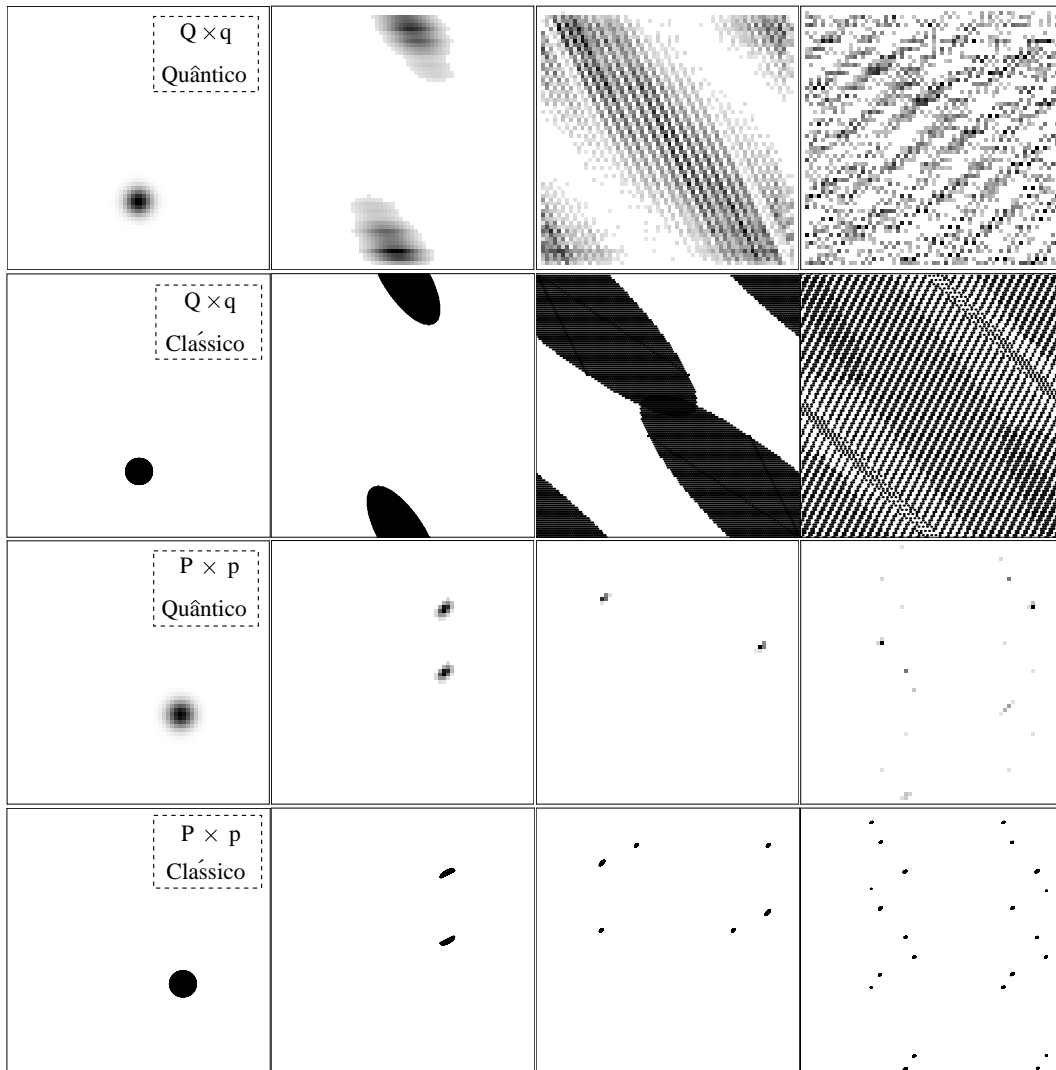 Q × q
Quântico
Q × q
Clássico
P × p
Quântico
P × p
Clássico